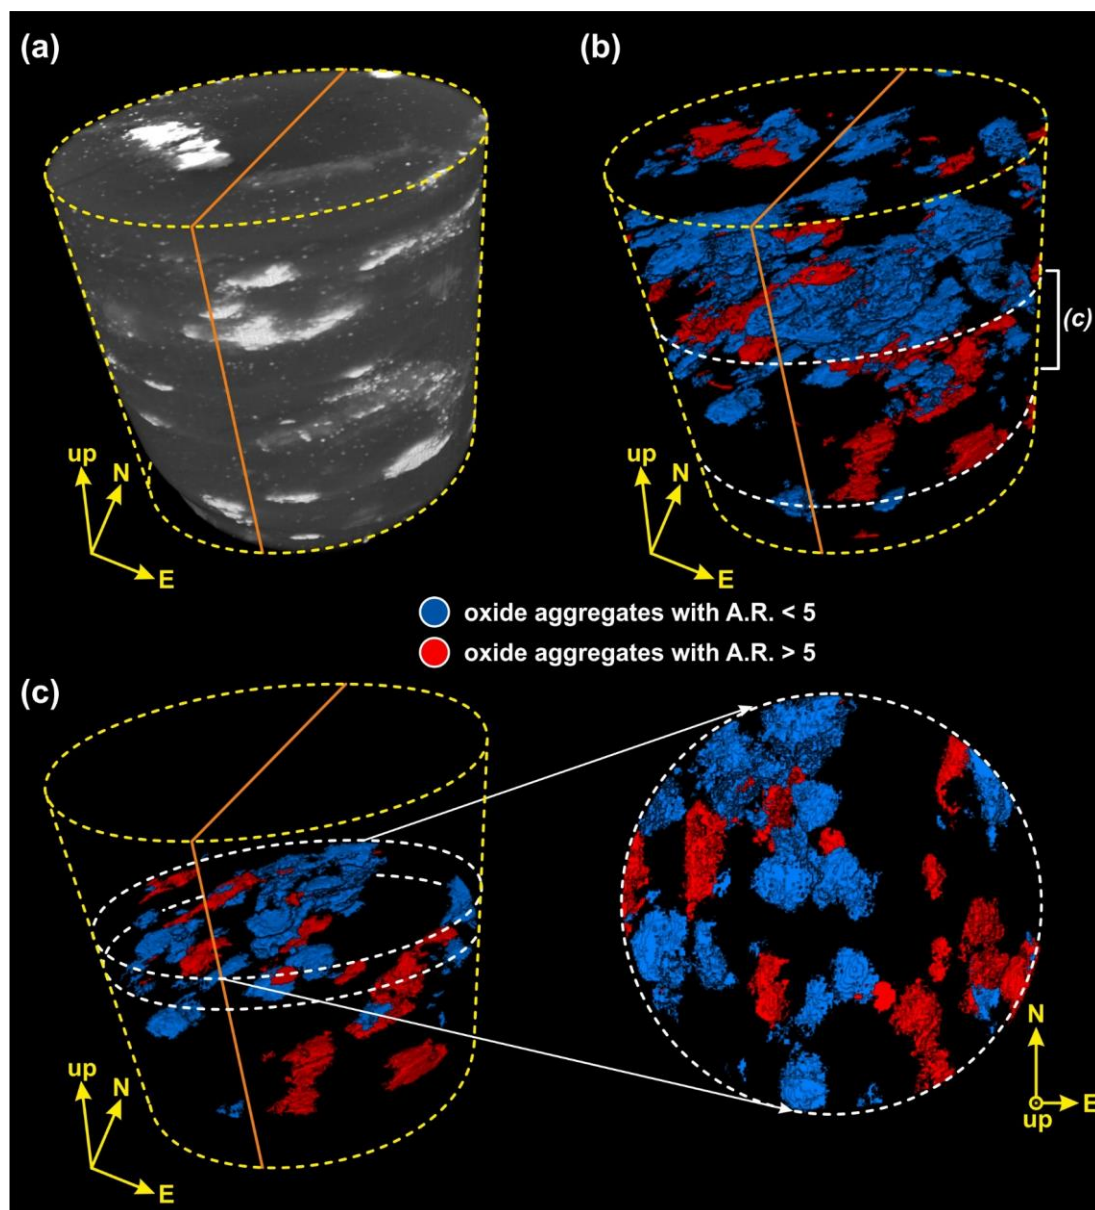 (a)
(b)
(c)
up
N
E
up
N
E
oxide aggregates with A.R. < 5
oxide aggregates with A.R. > 5
(c)
up
N
E
N
E
up